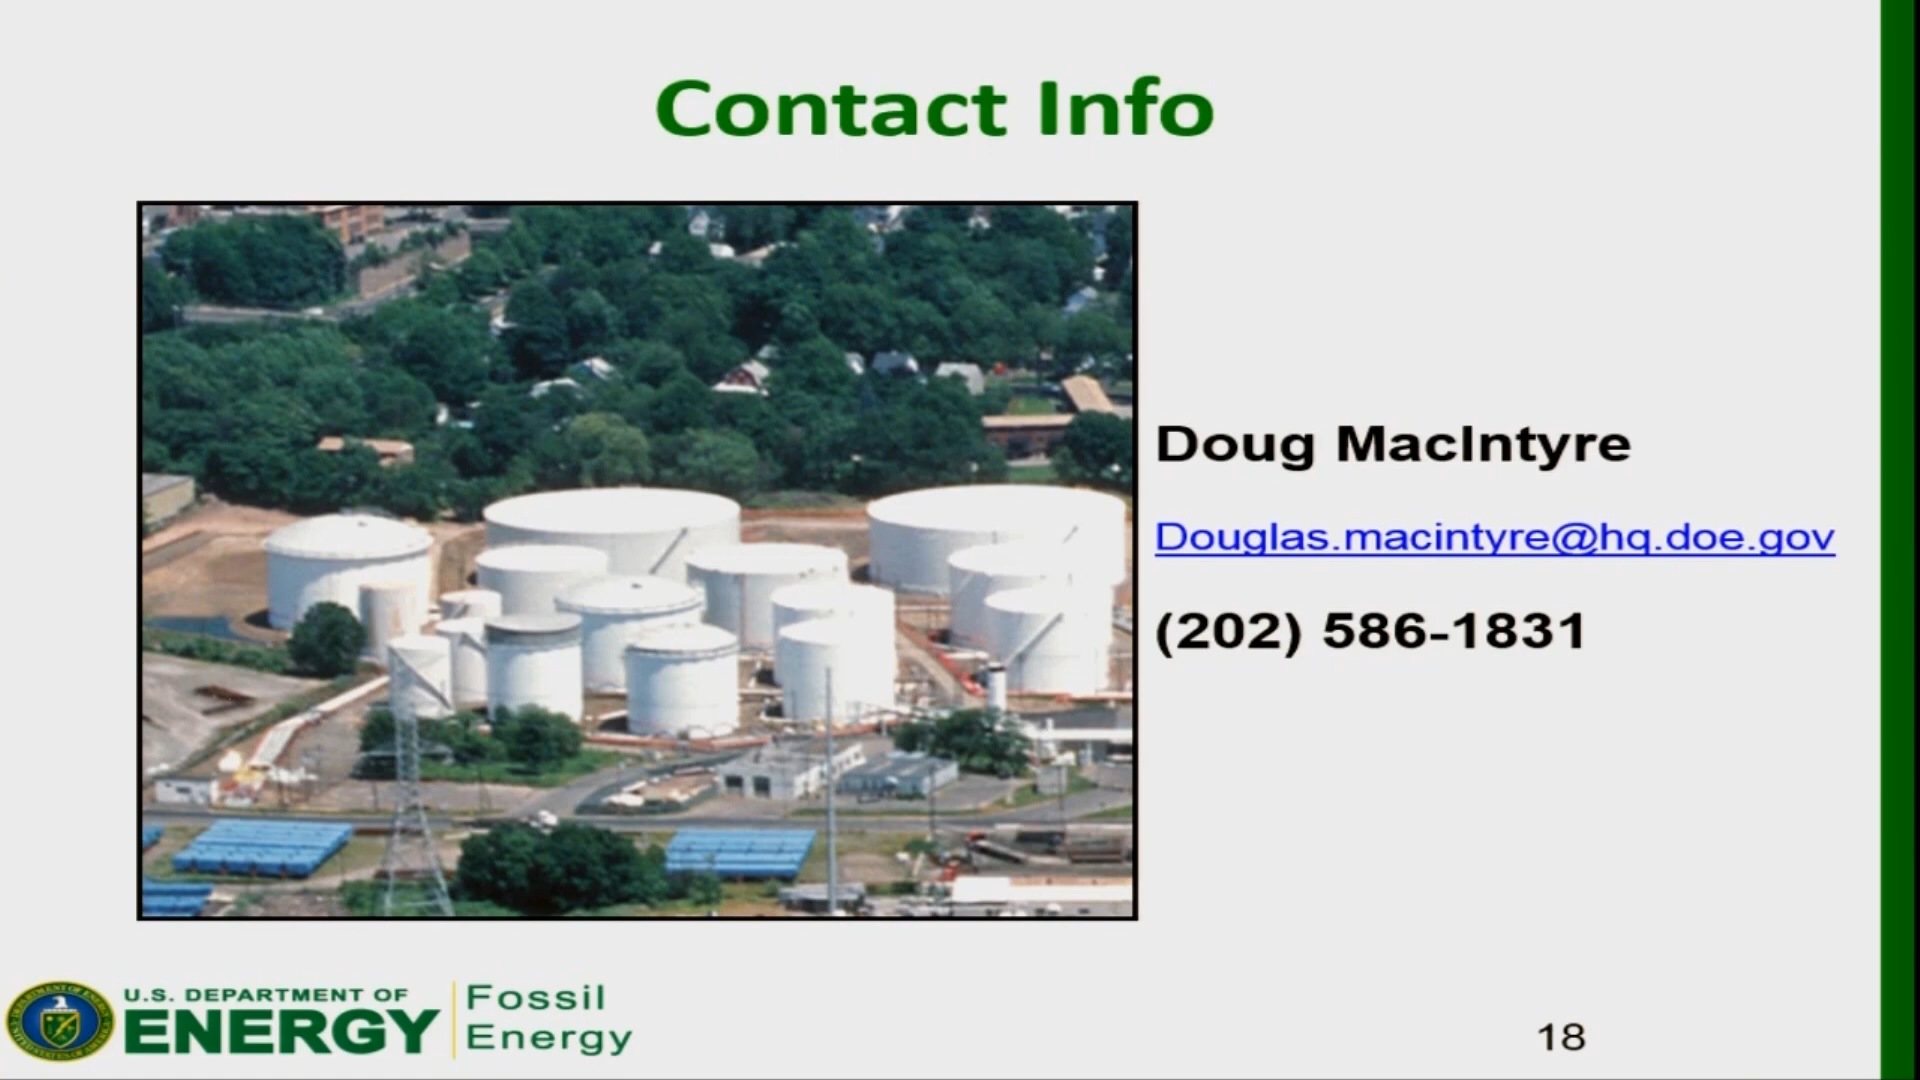 Contact Info
Doug MacIntyre
Douglas.macintyre@hq.doe.gov
(202) 586-1831
U.S. DEPARTMENT OF
ENERGY
Fossil
Energy
18